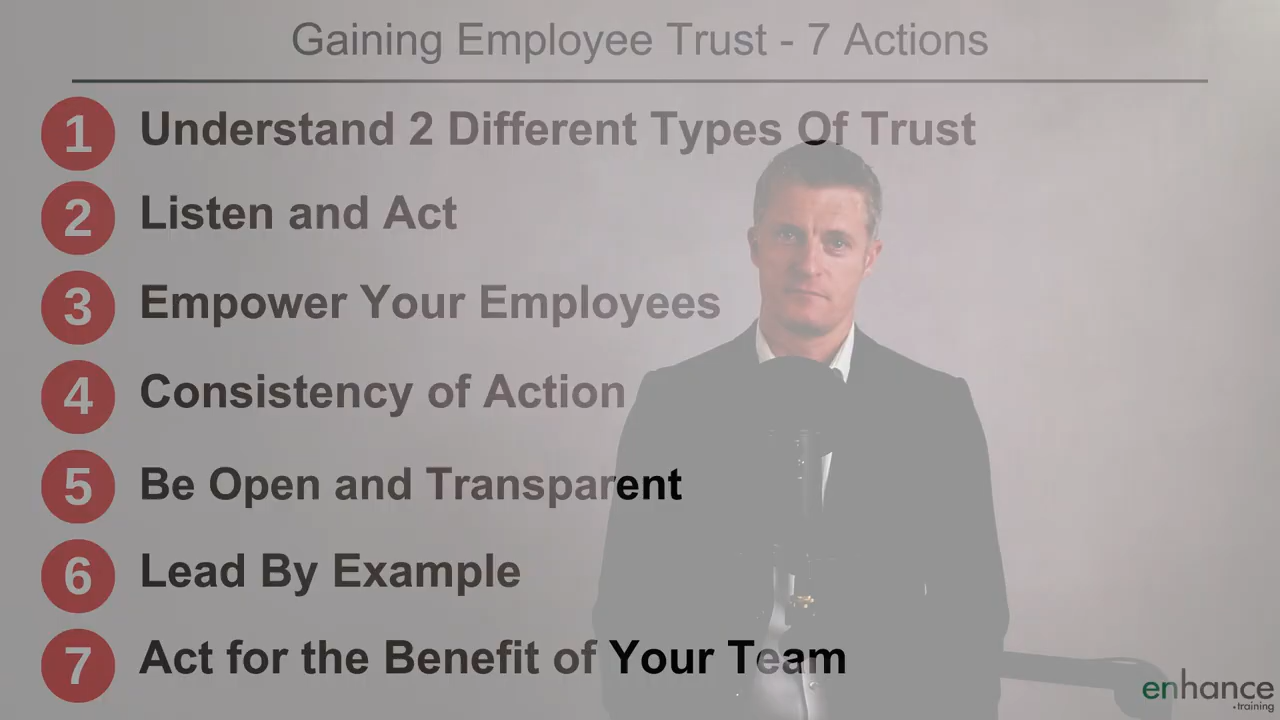 Gaining Employee Trust - 7 Actions
1 Understand 2 Different Types Of Trust
2 Listen and Act
3 Empower Your Employees
4 Consistency of Action
5 Be Open and Transparent
6 Lead By Example
7 Act for the Benefit of Your Team
enhance
.training